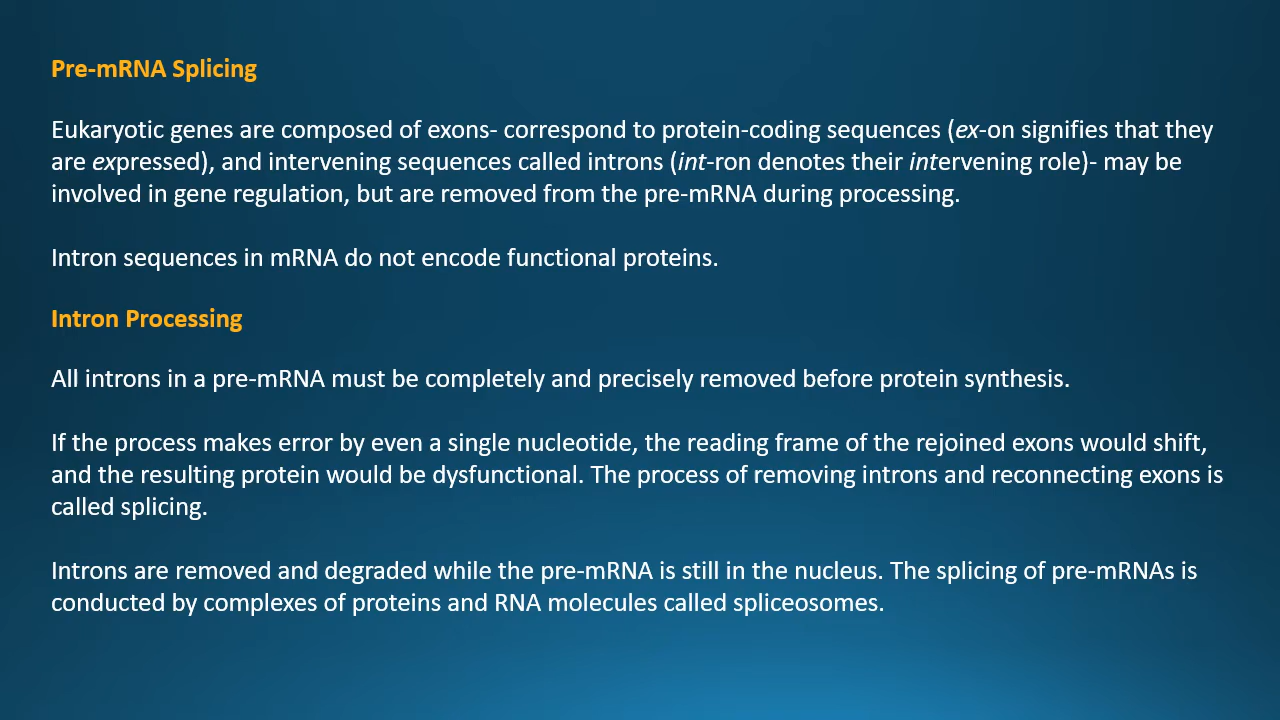 Pre-mRNA Splicing
Eukaryotic genes are composed of exons- correspond to protein-coding sequences (ex-on signifies that they
are expressed), and intervening sequences called introns (int-ron denotes their intervening role)- may be
involved in gene regulation, but are removed from the pre-mRNA during processing.
Intron sequences in mRNA do not encode functional proteins.
Intron Processing
All introns in a pre-mRNA must be completely and precisely removed before protein synthesis.
If the process makes error by even a single nucleotide, the reading frame of the rejoined exons would shift,
and the resulting protein would be dysfunctional. The process of removing introns and reconnecting exons is
called splicing.
Introns are removed and degraded while the pre-mRNA is still in the nucleus. The splicing of pre-mRNAs is
conducted by complexes of proteins and RNA molecules called spliceosomes.